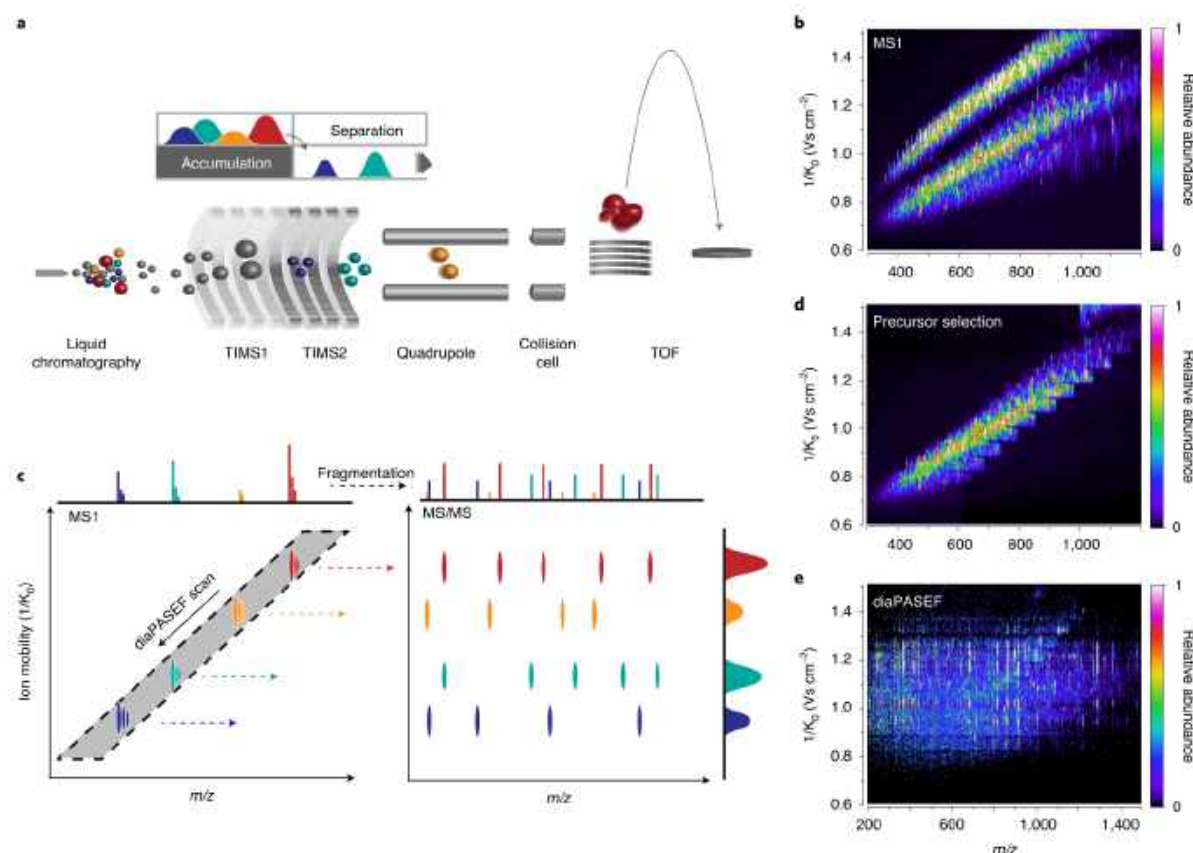 a
Separation
Accumulation
Liquid
chromatography
TIMS1
TIMS2
Quadrupole
Collision
cell
TOF
b
MS1
1/K0 (Vs cm−2)
1.4
1.2
1.0
0.8
0.6
400
600
800
1,000
1
0
Relative abundance
c
Fragmentation
MS1
Ion mobility (1/K0)
diaPASEF scan
m/z
MS/MS
m/z
d
Precursor selection
1/K0 (Vs cm−2)
1.4
1.2
1.0
0.8
0.6
400
600
800
1,000
1
0
Relative abundance
e
diaPASEF
1/K0 (Vs cm−2)
1.4
1.2
1.0
0.8
0.6
200
600
1,000
1,400
m/z
1
0
Relative abundance